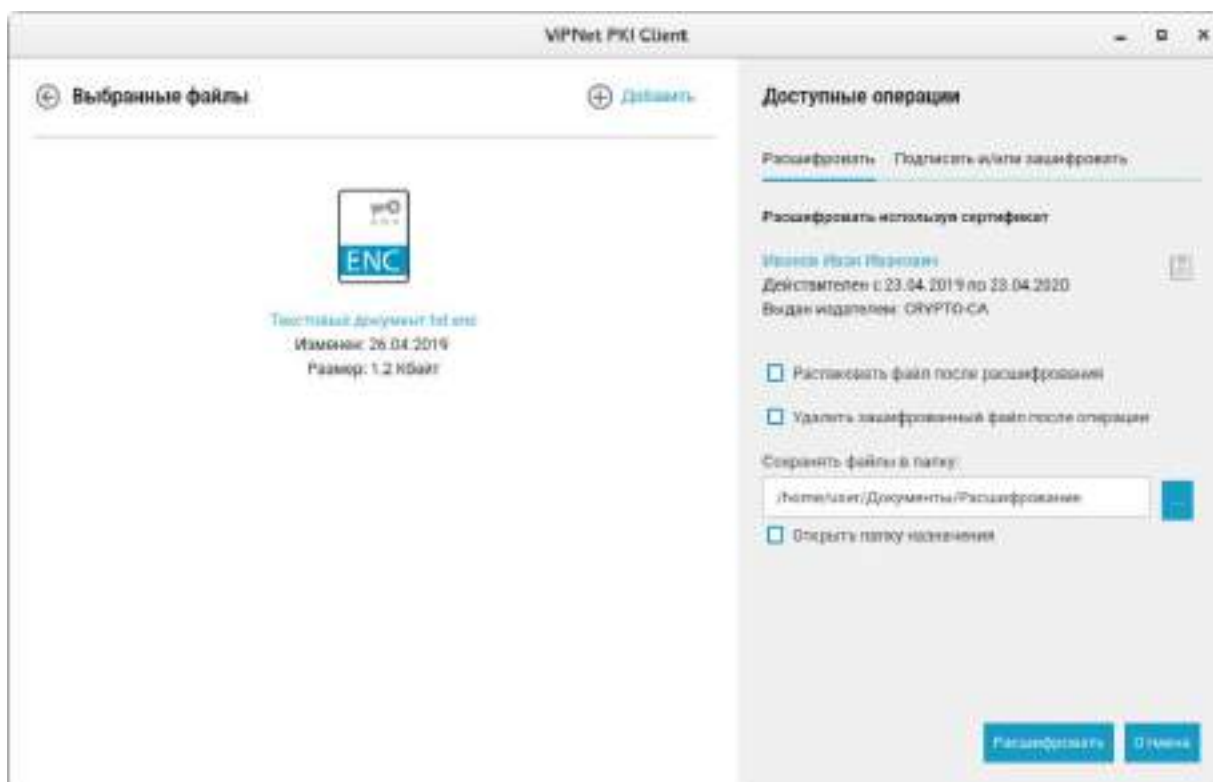 ViPNet PKI Client
Выбранные файлы
Добавить
ENC
Текстовый документ.txt.enc
Изменен: 26.04.2019
Размер: 1.2 Кбайт
Доступные операции
Расшифровать Подписать и/или зашифровать
Расшифровать используя сертификат
Иванов Иван Иванович
Действителен с 23.04.2019 по 23.04.2020
Выдан издателем: CRYPTO-CA
Распаковать файл после расшифрования
Удалить зашифрованный файл после операции
Сохранять файлы в папку:
/home/user/Документы/Расшифрование
...
Открыть папку назначения
Расшифровать Отмена